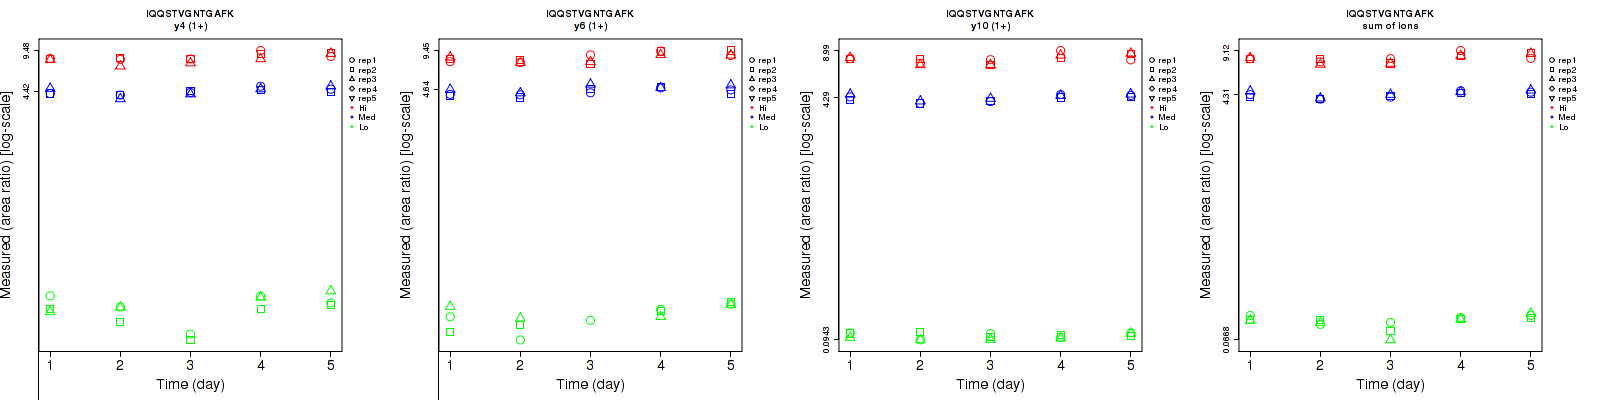 IQQSTVGNTGAFK
y4 (1+)
Measured (area ratio) [log-scale]
9.48
4.42
1 2 3 4 5
Time (day)
rep1
rep2
rep3
rep4
rep5
Hi
Med
Lo
IQQSTVGNTGAFK
y6 (1+)
Measured (area ratio) [log-scale]
9.45
4.64
1 2 3 4 5
Time (day)
rep1
rep2
rep3
rep4
rep5
Hi
Med
Lo
IQQSTVGNTGAFK
y10 (1+)
Measured (area ratio) [log-scale]
8.99
4.29
0.0943
1 2 3 4 5
Time (day)
rep1
rep2
rep3
rep4
rep5
Hi
Med
Lo
IQQSTVGNTGAFK
sum of ions
Measured (area ratio) [log-scale]
9.12
4.31
0.0668
1 2 3 4 5
Time (day)
rep1
rep2
rep3
rep4
rep5
Hi
Med
Lo